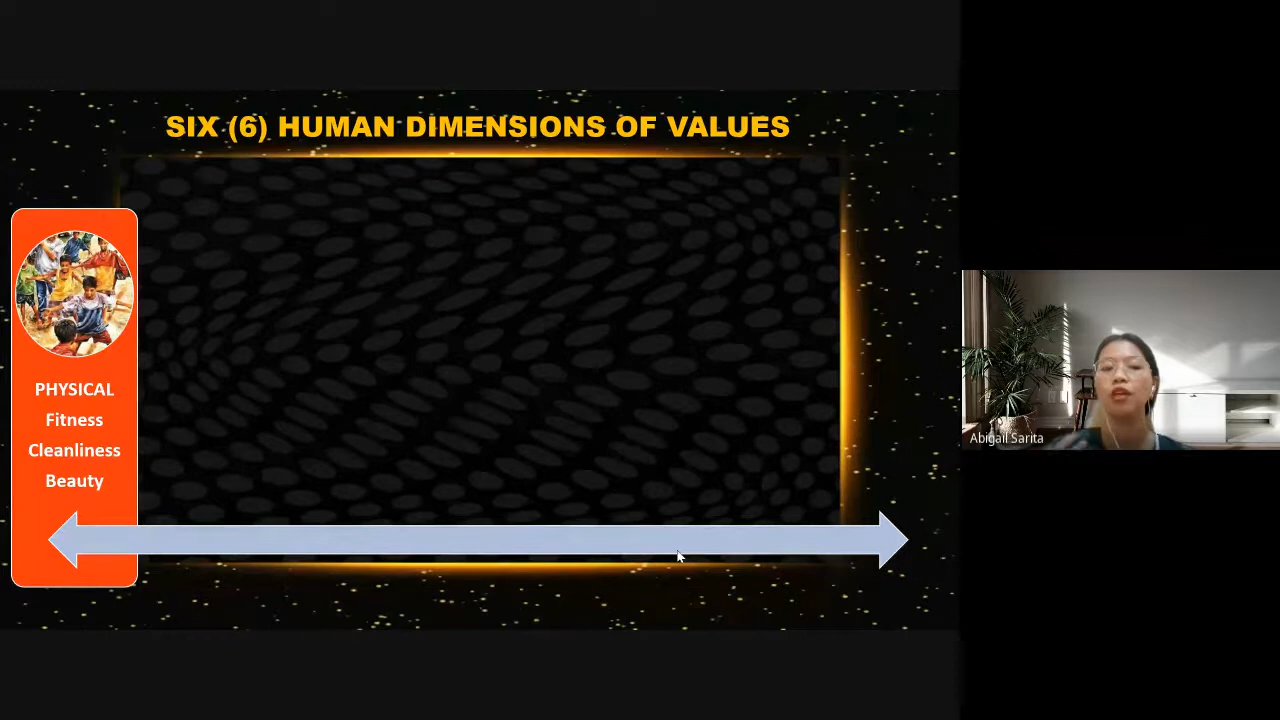 SIX (6) HUMAN DIMENSIONS OF VALUES
PHYSICAL
Fitness
Cleanliness
Beauty
Abigail Sarita